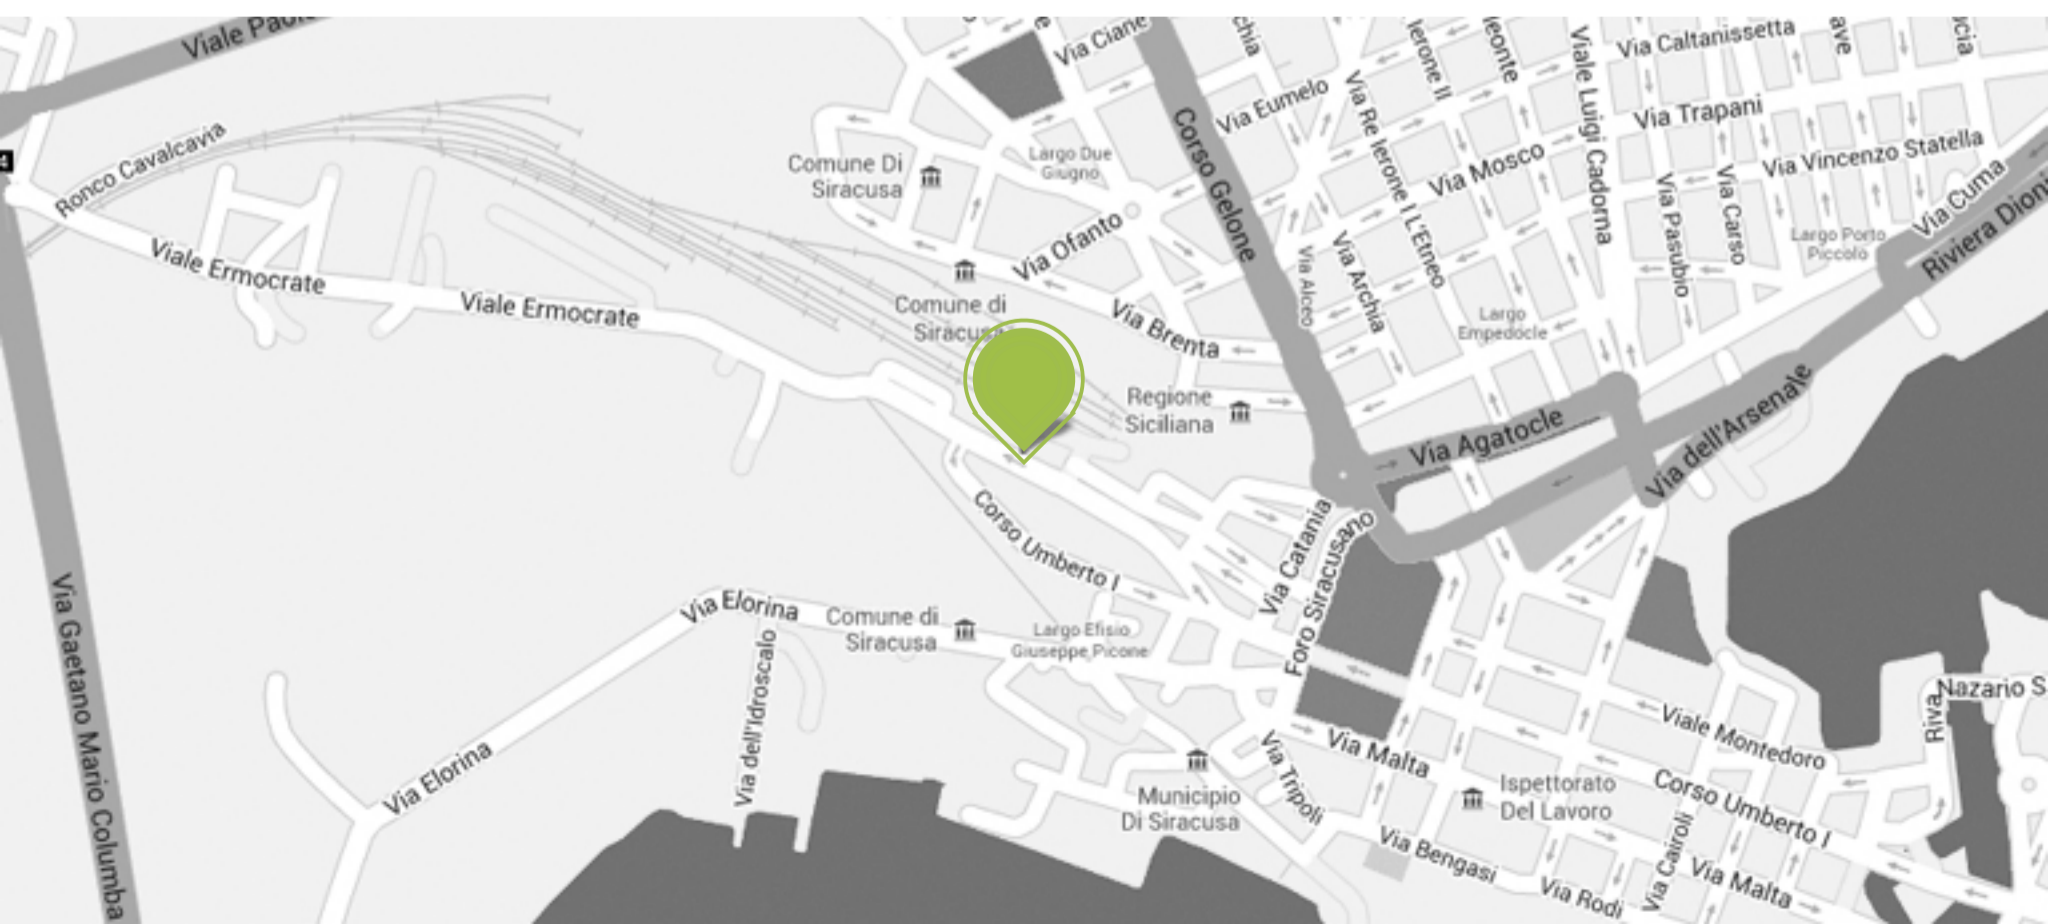 Viale Paol
Via Ciane
Via Caltanissetta
Via Eumelo
Via Trapani
Ronco Cavalcavia
4
Corso Gelone
Via Re Ierone I L'Etneo
Viale Luigi Cadorna
Via Mosco
Via Vincenzo Statella
Comune Di
Siracusa
Largo Due
Giugno
Via Pasubio
Via Carso
Via Cuma
Largo Porto
Piccolo
Riviera Dioni
Via Ofanto
Via Alceo
Via Archia
Viale Ermocrate
Viale Ermocrate
Comune di
Siracusa
Via Brenta
Largo
Empedocle
Regione
Siciliana
Via Agatocle
Via dell'Arsenale
Corso Umberto I
Via Catania
Foro Siracusano
Via Gaetano Mario Columba
Via Elorina
Comune di
Siracusa
Largo Efisio
Giuseppe Picone
Via dell'Idroscalo
Via Elorina
Nazario S
Riva
Viale Montedoro
Via Malta
Via Tripoli
Municipio
Di Siracusa
Ispettorato
Del Lavoro
Corso Umberto I
Via Bengasi
Via Cairoli
Via Malta
Via Rodi